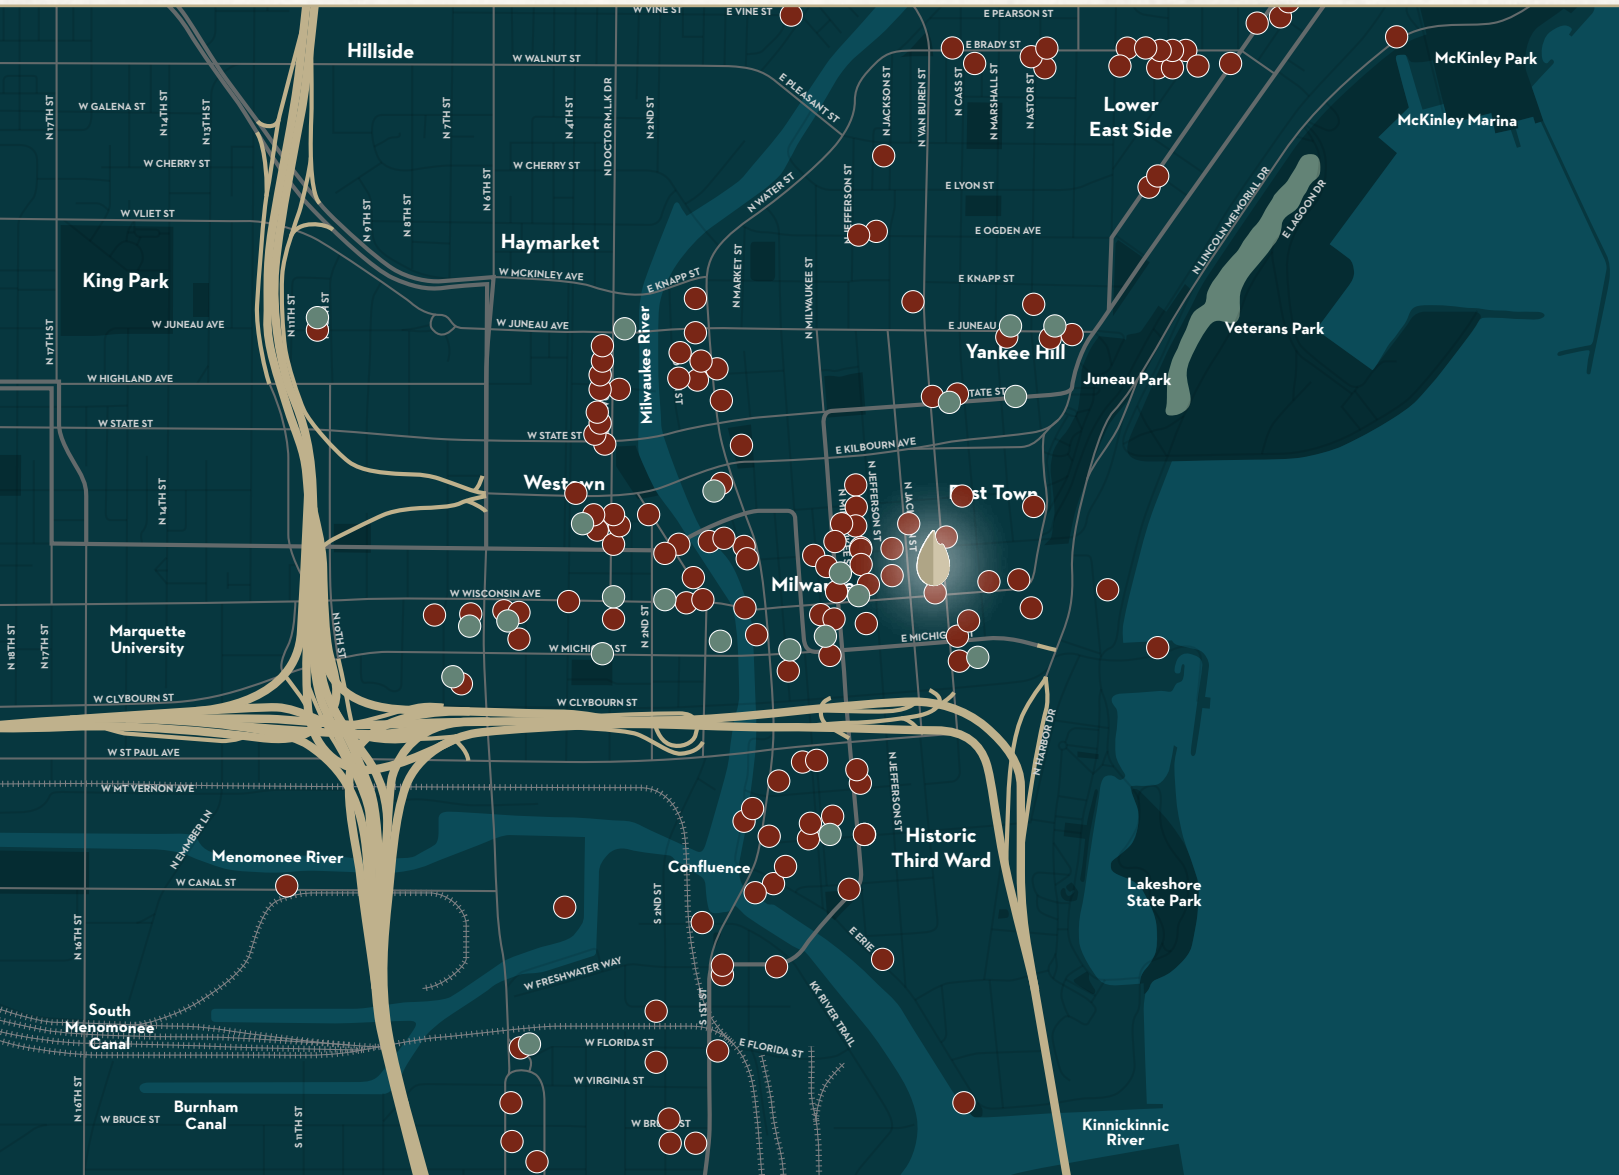 W VINE ST
E VINE ST
E PEARSON ST
Hillside
W WALNUT ST
E BRADY ST
McKinley Park
E PLEASANT ST
N 17TH ST
W GALENA ST
N 14TH ST
N 13TH ST
N 7TH ST
N 4TH ST
N DOCTOR M.L.K DR
N 2ND ST
N JACKSON ST
N VAN BUREN ST
N CASS ST
N MARSHALL ST
N ASTOR ST
Lower
East Side
McKinley Marina
W CHERRY ST
W CHERRY ST
N 6TH ST
N WATER ST
E LYON ST
N JEFFERSON ST
N LINCOLN MEMORIAL DR
E LAGOON DR
W VLIET ST
N 9TH ST
N 8TH ST
E OGDEN AVE
Haymarket
King Park
W MCKINLEY AVE
E KNAPP ST
N MARKET ST
N MILWAUKEE ST
E KNAPP ST
N 11TH ST
N 17TH ST
W JUNEAU AVE
W JUNEAU AVE
Milwaukee River
E JUNEAU
Veterans Park
Yankee Hill
W HIGHLAND AVE
Juneau Park
ST
W STATE ST
W STATE ST
E KILBOURN AVE
Westown
N 14TH ST
N JEFFERSON ST
East Town
W WISCONSIN AVE
N 10TH ST
N 2ND ST
Marquette
University
N 18TH ST
N 17TH ST
W CLYBOURN ST
W CLYBOURN ST
W ST PAUL AVE
N HARBOR DR
W MT VERNON AVE
N JEFFERSON ST
N EMMBER LN
Menomonee River
Historic
Third Ward
Confluence
W CANAL ST
Lakeshore
State Park
S 2ND ST
N 16TH ST
E ERIE
W FRESHWATER WAY
S 1ST ST
KK RIVER TRAIL
South
Menomonee
Canal
W FLORIDA ST
E FLORIDA ST
W VIRGINIA ST
N 16TH ST
Burnham
Canal
W BRUCE ST
S 11TH ST
Kinnickinnic
River